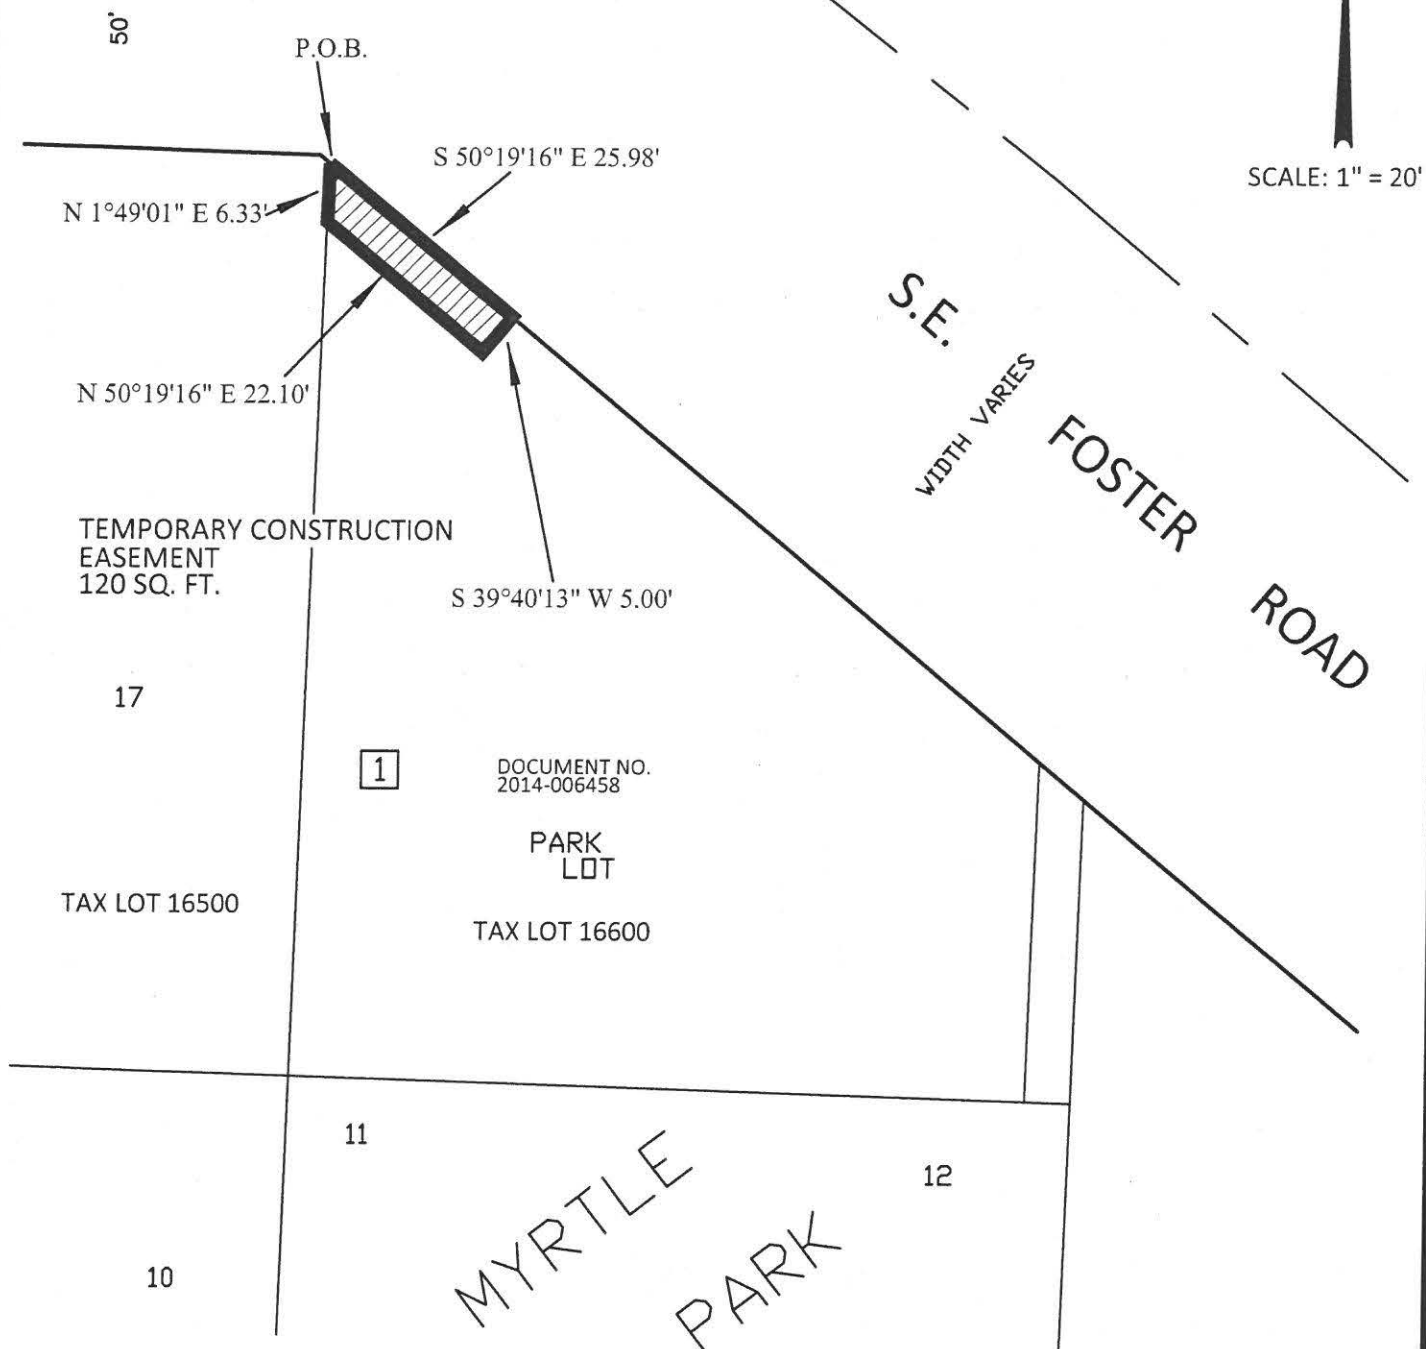 50'
P.O.B.
S 50°19'16" E 25.98'
SCALE: 1" = 20'
N 1°49'01" E 6.33'
S.E.
WIDTH VARIES
N 50°19'16" E 22.10'
FOSTER
TEMPORARY CONSTRUCTION
EASEMENT
120 SQ. FT.
S 39°40'13" W 5.00'
ROAD
17
1
DOCUMENT NO.
2014-006458
PARK
LOT
TAX LOT 16500
TAX LOT 16600
11
12
MYRTLE
PARK
10